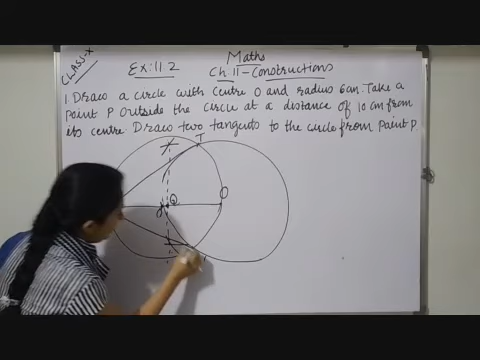 CLASS-X
Maths
Ex: 11.2
Ch 11-Constructions
1. Draw a circle with Centre O and radius 6cm. Take a
point P outside the circle at a distance of 10 cm from
its centre. Draw two tangents to the circle from point P.
T
Q
O